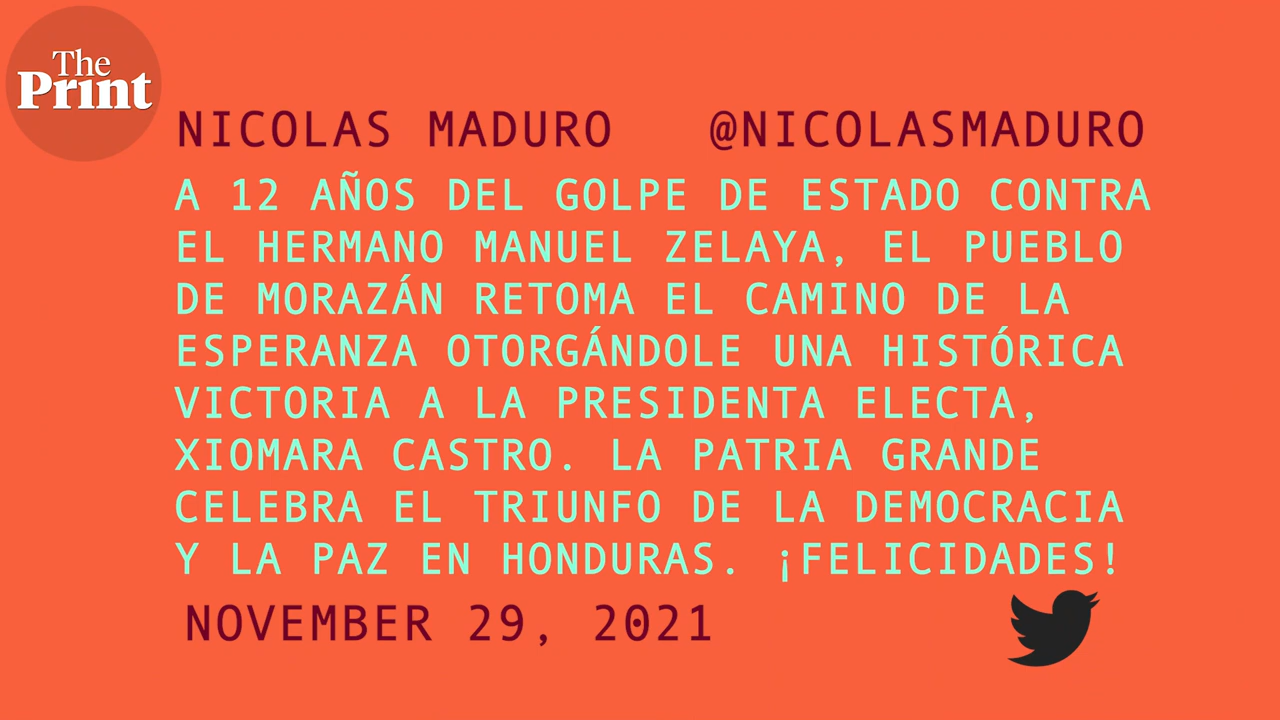 The
Print
NICOLAS MADURO @NICOLASMADURO
A 12 AÑOS DEL GOLPE DE ESTADO CONTRA
EL HERMANO MANUEL ZELAYA, EL PUEBLO
DE MORAZÁN RETOMA EL CAMINO DE LA
ESPERANZA OTORGÁNDOLE UNA HISTÓRICA
VICTORIA A LA PRESIDENTA ELECTA,
XIOMARA CASTRO. LA PATRIA GRANDE
CELEBRA EL TRIUNFO DE LA DEMOCRACIA
Y LA PAZ EN HONDURAS. ¡FELICIDADES!
NOVEMBER 29, 2021